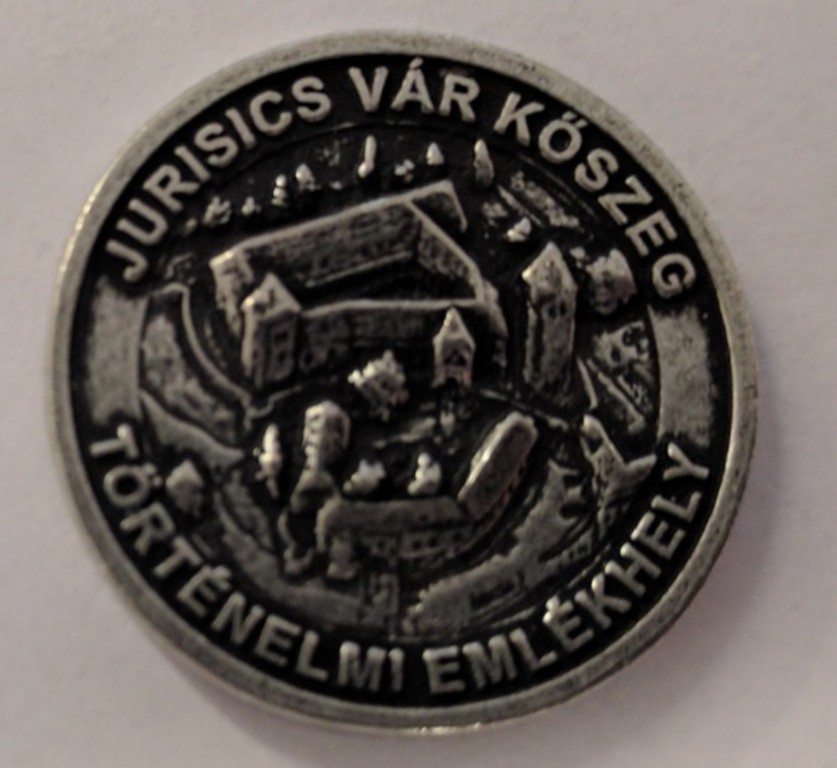 JURISICS VÁR KŐSZEG
TÖRTÉNELMI EMLÉKHELY